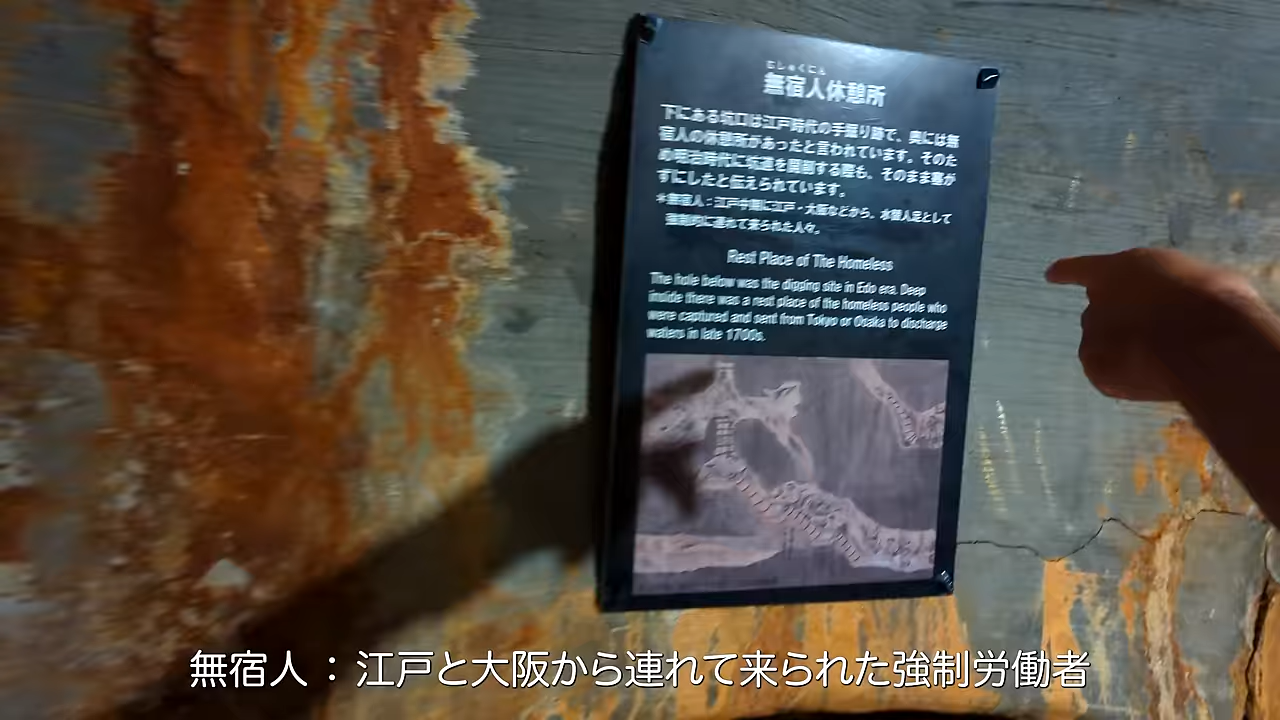 むしゅくにん
無宿人休憩所
下にある坑口は江戸時代の手掘り跡で、奥には無
宿人の休憩所があったと言われています。そのた
め明治時代に坑道を開削する際も、そのまま塞が
ずにしたと伝えられています。
＊無宿人：江戸中期に江戸・大阪などから、水替人足として
強制的に連れて来られた人々。
Rest Place of The Homeless
The hole below was the digging site in Edo era. Deep
inside there was a rest place of the homeless people who
were captured and sent from Tokyo or Osaka to discharge
waters in late 1700s.
無宿人：江戸と大阪から連れて来られた強制労働者